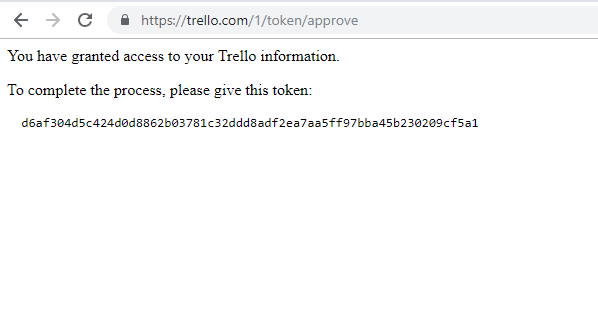 https://trello.com/1/token/approve
You have granted access to your Trello information.
To complete the process, please give this token:
d6af304d5c424d0d8862b03781c32ddd8adf2ea7aa5ff97bba45b230209cf5a1